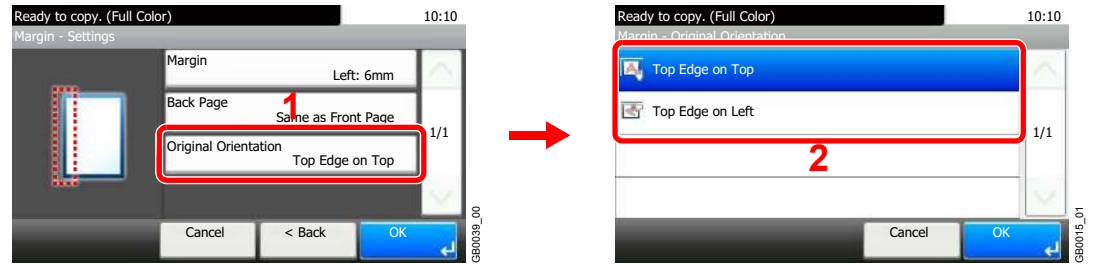 Ready to copy. (Full Color)
10:10
Margin - Settings
Margin
Left: 6mm
Back Page
Same as Front Page
1
1/1
Original Orientation
Top Edge on Top
Cancel
< Back
OK
GB0039_00
Ready to copy. (Full Color)
10:10
Margin - Original Orientation
Top Edge on Top
Top Edge on Left
1/1
2
Cancel
OK
GB0015_01